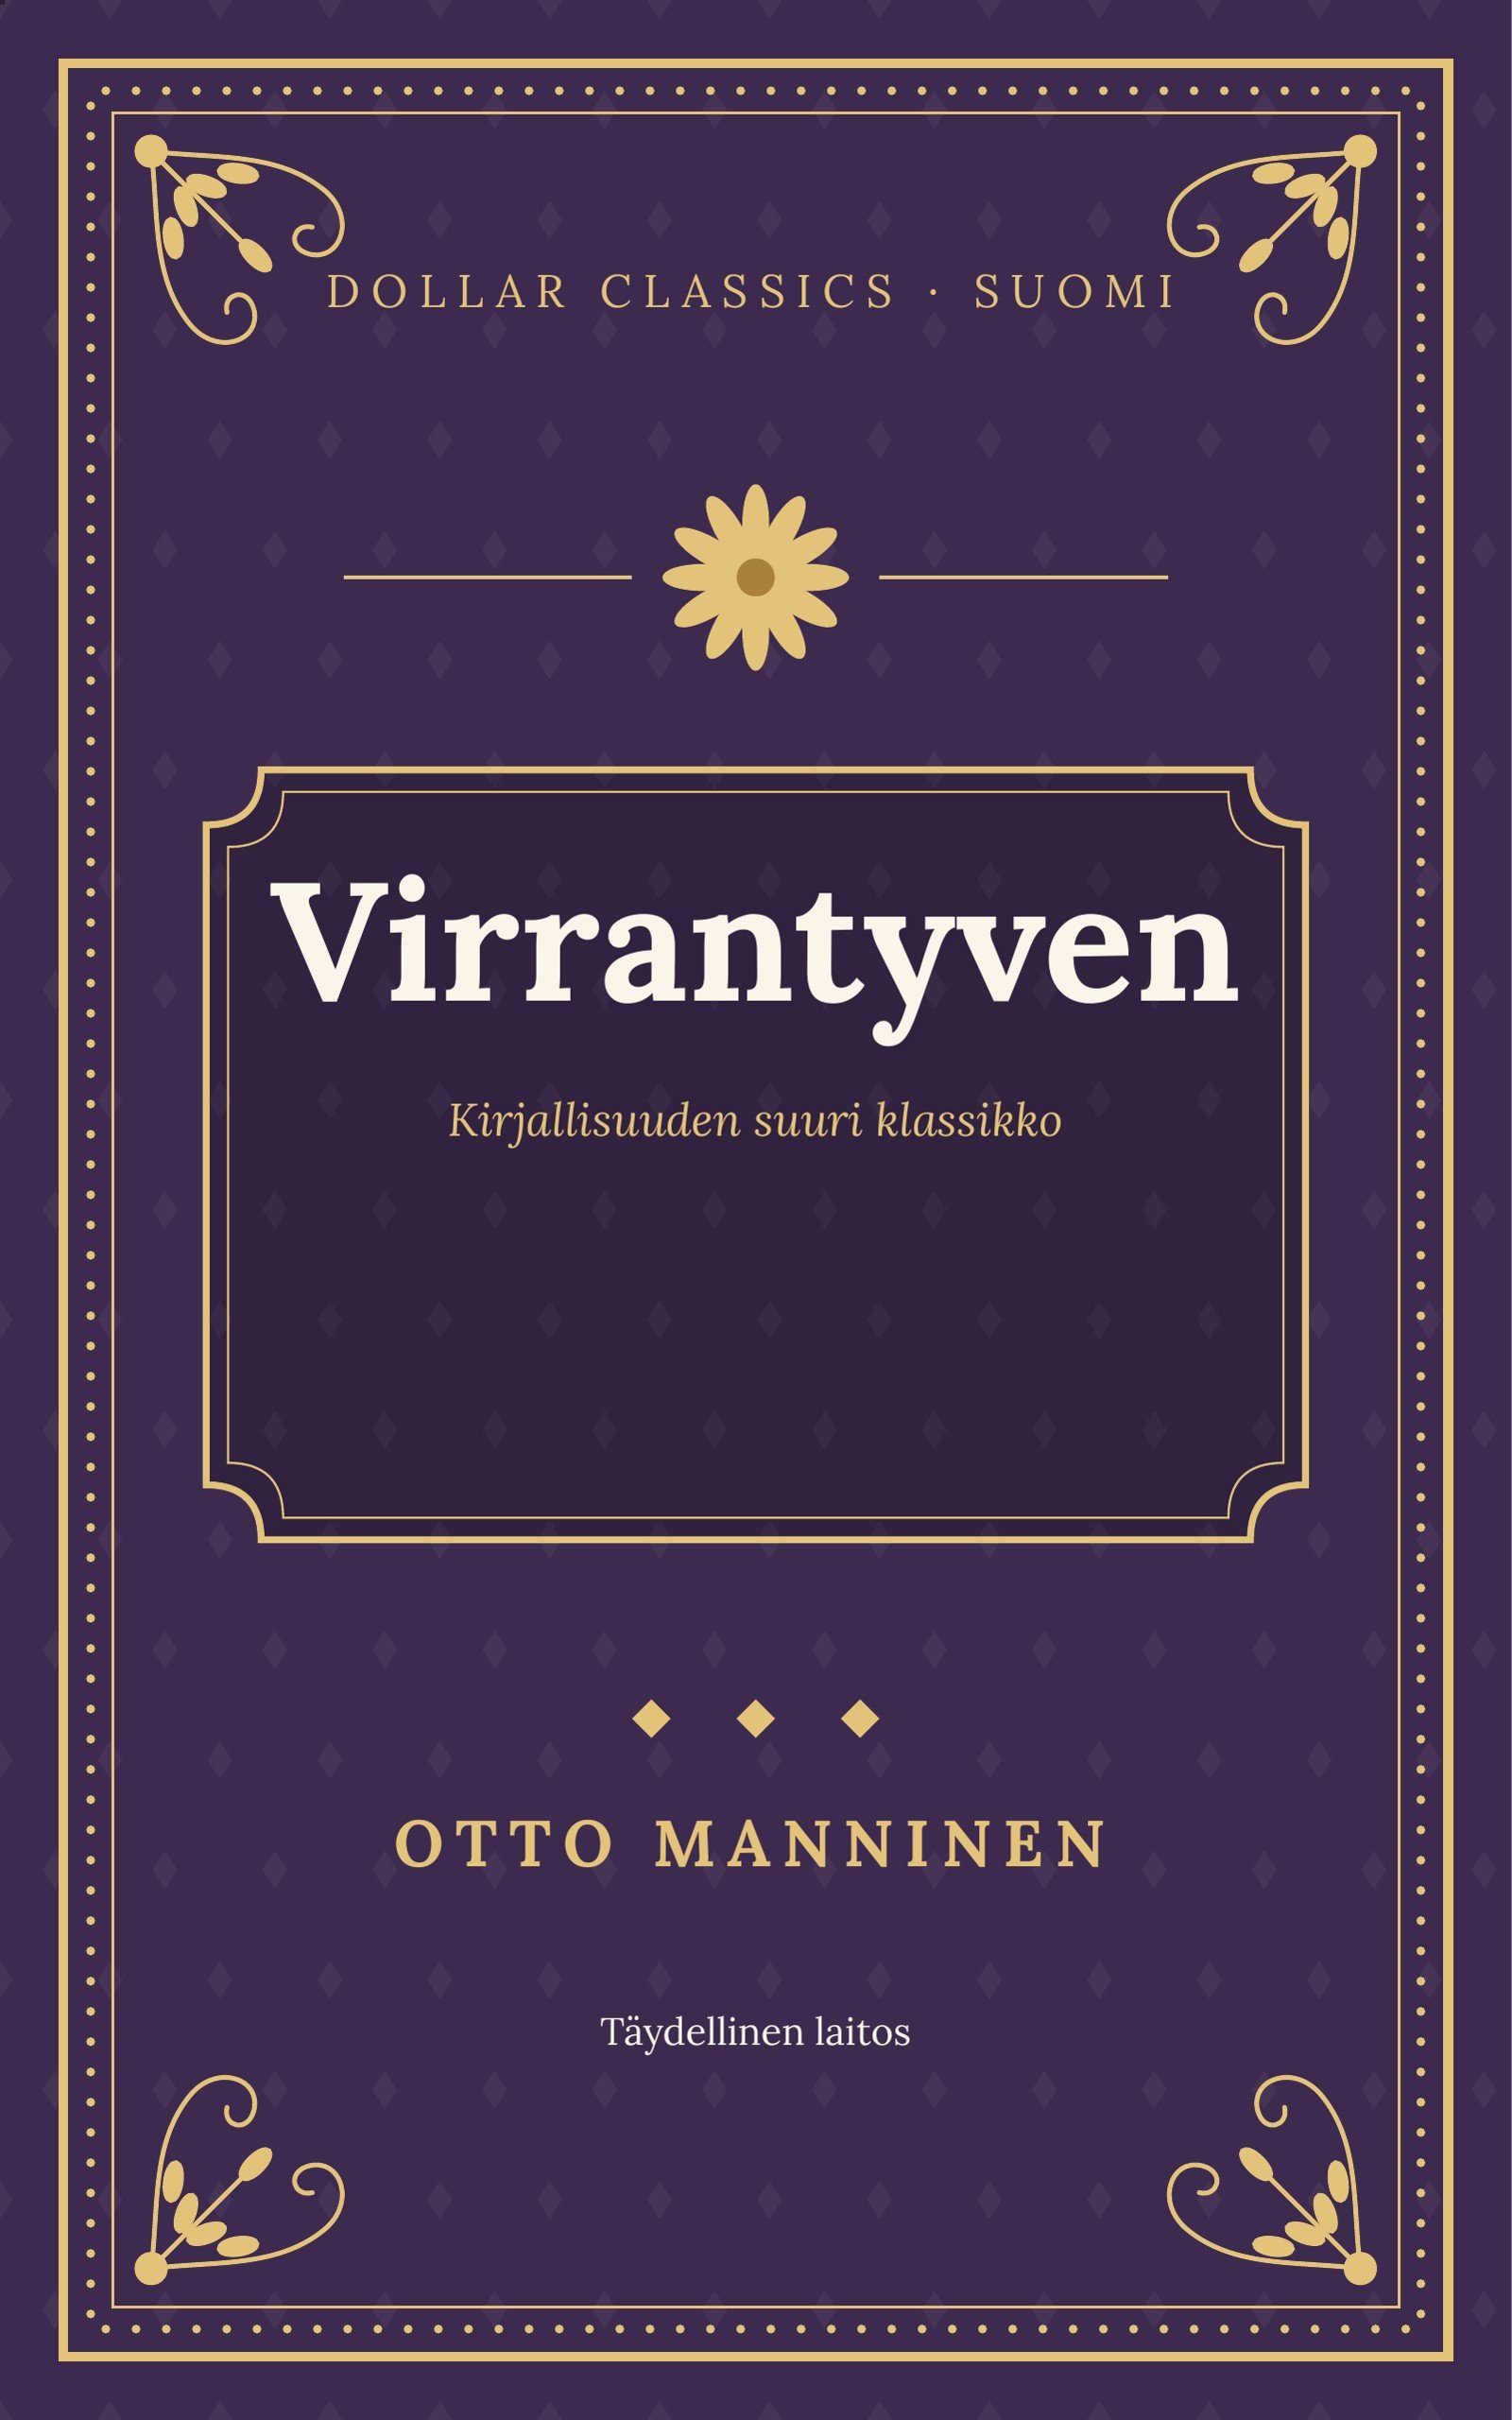 DOLLAR CLASSICS · SUOMI
Virrantyven
Kirjallisuuden suuri klassikko
OTTO MANNINEN
Täydellinen laitos